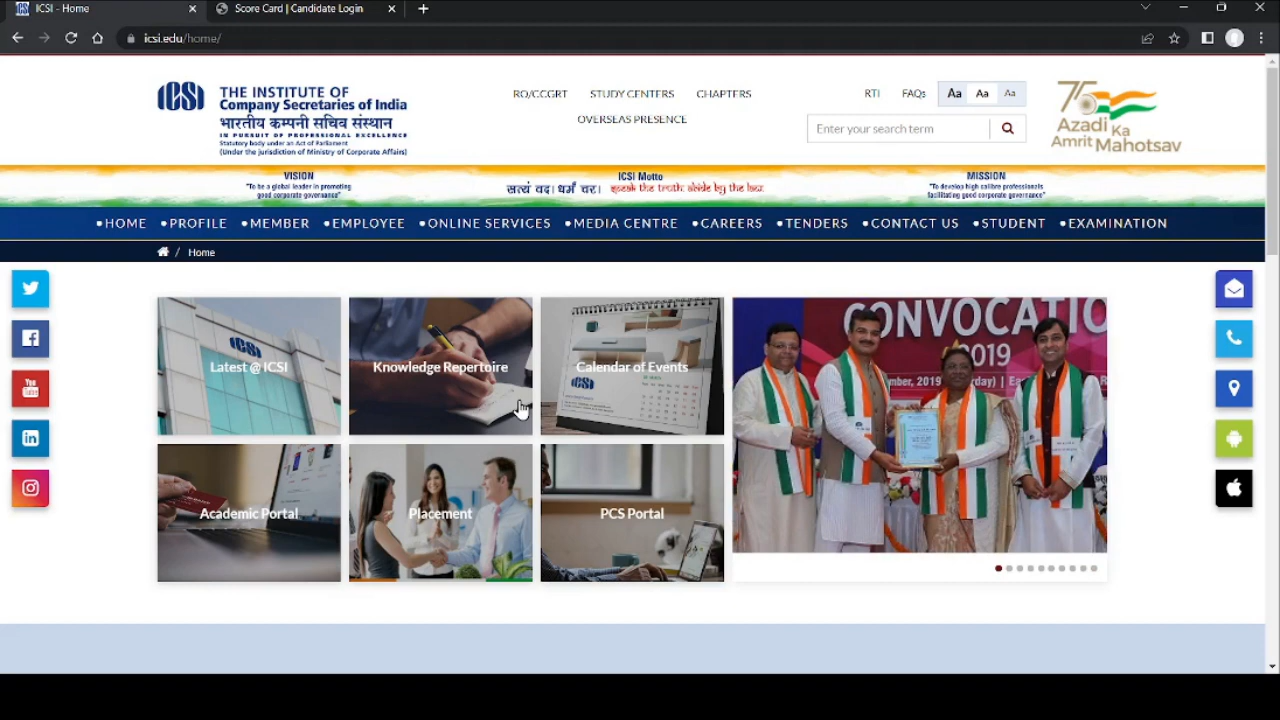 ICSI - Home
Score Card | Candidate Login
icsi.edu/home/
ICSI
THE INSTITUTE OF
Company Secretaries of India
भारतीय कम्पनी सचिव संस्थान
IN PURSUIT OF PROFESSIONAL EXCELLENCE
Statutory body under an Act of Parliament
(Under the jurisdiction of Ministry of Corporate Affairs)
RO/CCGRT STUDY CENTERS CHAPTERS
OVERSEAS PRESENCE
RTI FAQs Aa Aa Aa
Enter your search term
75
Azadi Ka
Amrit Mahotsav
VISION
"To be a global leader in promoting
good corporate governance"
ICSI Motto
सत्यं वद। धर्मं चर। speak the truth. abide by the law.
MISSION
"To develop high calibre professionals
facilitating good corporate governance"
•HOME •PROFILE •MEMBER •EMPLOYEE •ONLINE SERVICES •MEDIA CENTRE •CAREERS •TENDERS •CONTACT US •STUDENT •EXAMINATION
/ Home
ICSI
Latest @ ICSI
Knowledge Repertoire
Calendar of Events
ICSI
CONVOCATIO
2019
Academic Portal
Placement
PCS Portal
You
Tube